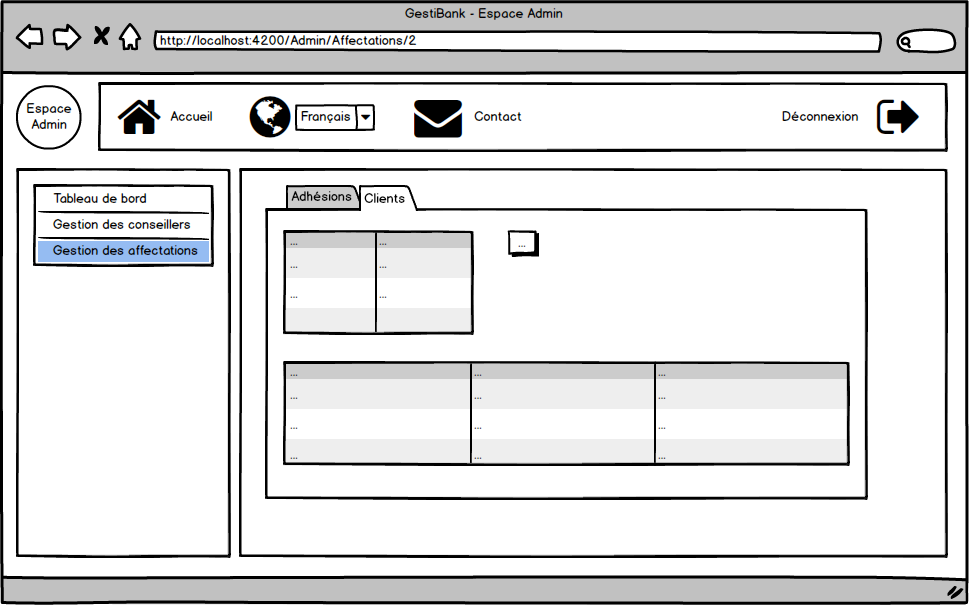 GestiBank - Espace Admin
http://localhost:4200/Admin/Affectations/2
Espace
Admin
Accueil
Français
Contact
Déconnexion
Tableau de bord
Gestion des conseillers
Gestion des affectations
Adhésions
Clients
... ...
... ...
... ...
...
... ... ...
... ... ...
... ... ...
... ... ...